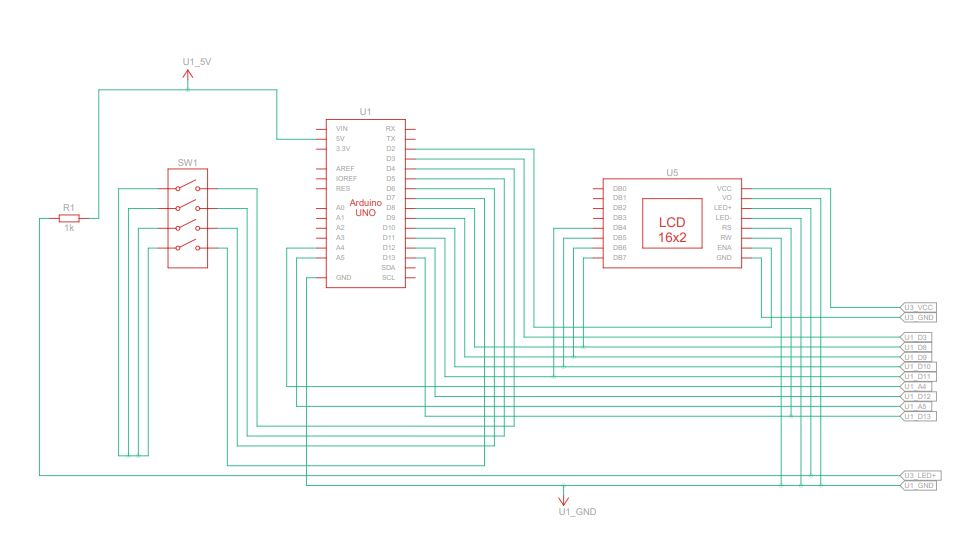 U1_5V
U1
SW1
R1
1k
VIN
5V
3.3V
AREF
IOREF
RES
A0
A1
A2
A3
A4
A5
GND
Arduino
UNO
RX
TX
D2
D3
D4
D5
D6
D7
D8
D9
D10
D11
D12
D13
SDA
SCL
U5
DB0
DB1
DB2
DB3
DB4
DB5
DB6
DB7
LCD
16x2
VCC
VO
LED+
LED-
RS
RW
ENA
GND
U3_VCC
U3_GND
U1_D3
U1_D8
U1_D9
U1_D10
U1_D11
U1_A4
U1_D12
U1_A5
U1_D13
U3_LED+
U1_GND
U1_GND